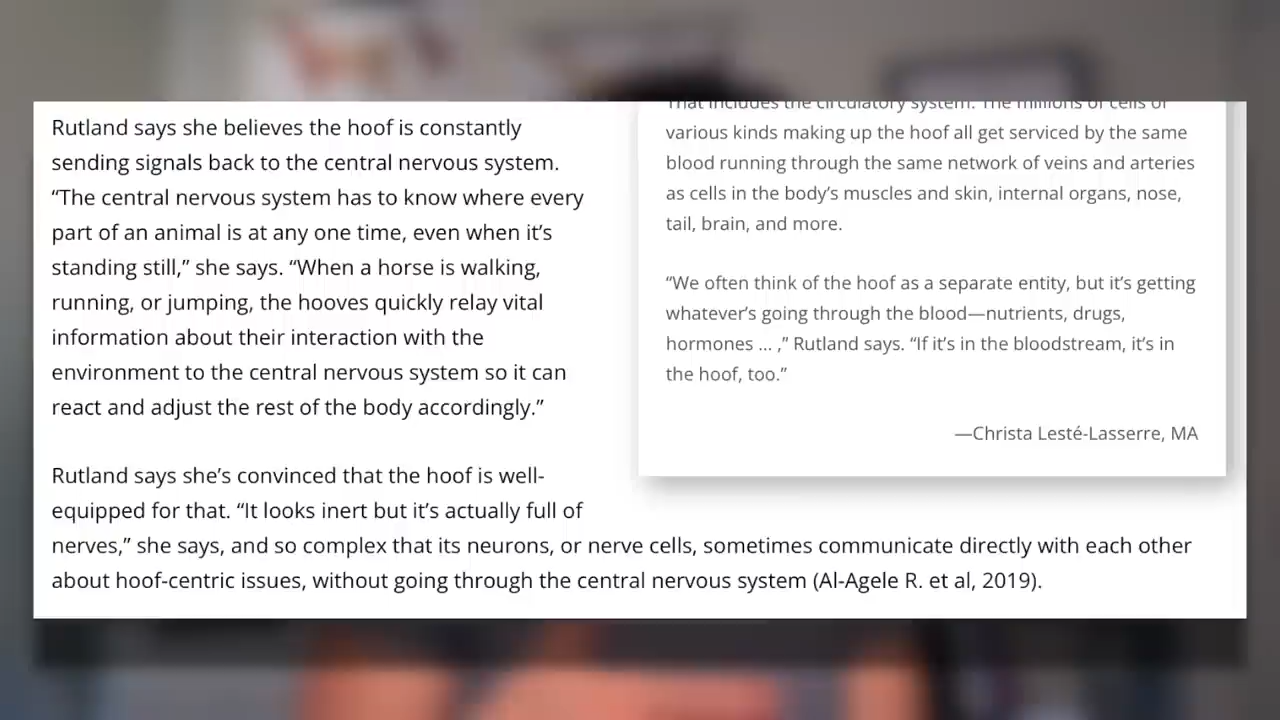 Rutland says she believes the hoof is constantly
sending signals back to the central nervous system.
“The central nervous system has to know where every
part of an animal is at any one time, even when it’s
standing still,” she says. “When a horse is walking,
running, or jumping, the hooves quickly relay vital
information about their interaction with the
environment to the central nervous system so it can
react and adjust the rest of the body accordingly.”
Rutland says she’s convinced that the hoof is well-
equipped for that. “It looks inert but it’s actually full of
nerves,” she says, and so complex that its neurons, or nerve cells, sometimes communicate directly with each other
about hoof-centric issues, without going through the central nervous system (Al-Agele R. et al, 2019).
That includes the circulatory system. The millions of cells of
various kinds making up the hoof all get serviced by the same
blood running through the same network of veins and arteries
as cells in the body’s muscles and skin, internal organs, nose,
tail, brain, and more.
“We often think of the hoof as a separate entity, but it’s getting
whatever’s going through the blood—nutrients, drugs,
hormones … ,” Rutland says. “If it’s in the bloodstream, it’s in
the hoof, too.”
—Christa Lesté-Lasserre, MA